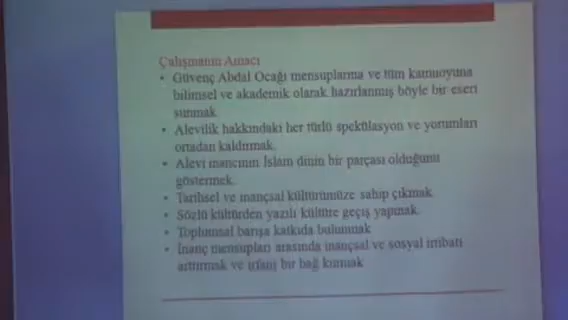 Çalışmanın Amacı
• Güvenç Abdal Ocağı mensuplarına ve tüm kamuoyuna
bilimsel ve akademik olarak hazırlanmış böyle bir eseri
sunmak.
• Alevilik hakkındaki her türlü spekülasyon ve yorumları
ortadan kaldırmak.
• Alevi inancının İslam dinin bir parçası olduğunu
göstermek.
• Tarihsel ve inançsal kültürümüze sahip çıkmak.
• Sözlü kültürden yazılı kültüre geçiş yapmak.
• Toplumsal barışa katkıda bulunmak
• İnanç mensupları arasında inançsal ve sosyal irtibatı
arttırmak ve irfani bir bağ kurmak